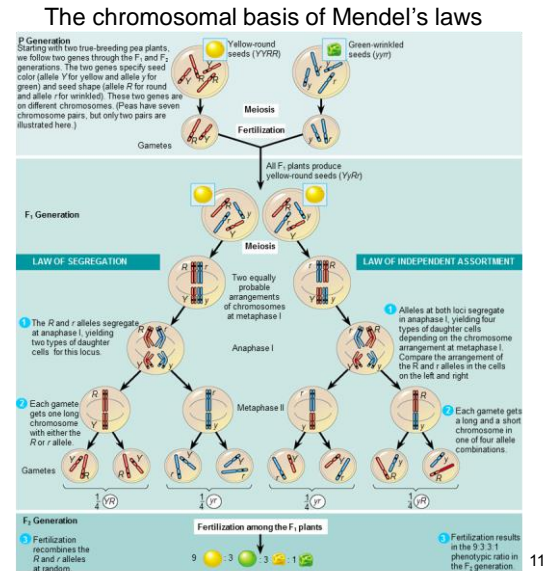 The chromosomal basis of Mendel's laws
P Generation
Starting with two true-breeding pea plants,
we follow two genes through the F1 and F2
generations. The two genes specify seed
color (allele Y for yellow and allele y for
green) and seed shape (allele R for round
and allele r for wrinkled). These two genes are
on different chromosomes. (Peas have seven
chromosome pairs, but only two pairs are
illustrated here.)
Yellow-round
seeds (YYRR)
Green-wrinkled
seeds (yyrr)
Meiosis
Fertilization
Gametes
All F1 plants produce
yellow-round seeds (YyRr)
F1 Generation
Meiosis
LAW OF SEGREGATION
LAW OF INDEPENDENT ASSORTMENT
Two equally
probable
arrangements
of chromosomes
at metaphase I
1 The R and r alleles segregate
at anaphase I, yielding
two types of daughter
cells for this locus.
Anaphase I
1 Alleles at both loci segregate
in anaphase I, yielding four
types of daughter cells
depending on the chromosome
arrangement at metaphase I.
Compare the arrangement of
the R and r alleles in the cells
on the left and right
2 Each gamete
gets one long
chromosome
with either the
R or r allele.
Metaphase II
2 Each gamete gets
a long and a short
chromosome in
one of four allele
combinations.
Gametes
1/4 YR
1/4 yr
1/4 yr
1/4 yR
F2 Generation
3 Fertilization
recombines the
R and r alleles
at random.
Fertilization among the F1 plants
9 : 3 : 3 : 1
3 Fertilization results
in the 9:3:3:1
phenotypic ratio in
the F2 generation.
11